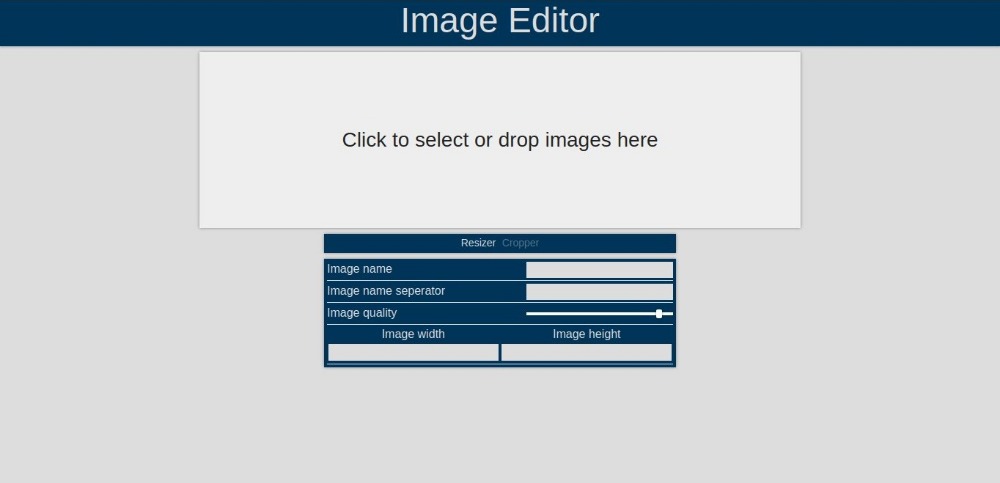 Image Editor
Click to select or drop images here
Resizer Cropper
Image name
Image name seperator
Image quality
Image width Image height